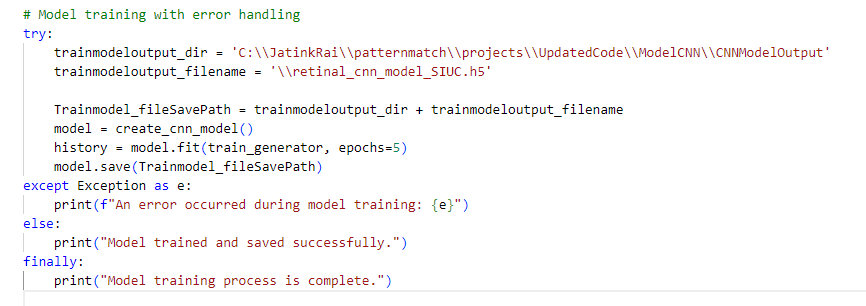 # Model training with error handling
try:
    trainmodeloutput_dir = 'C:\\JatinkRai\\patternmatch\\projects\\UpdatedCode\\ModelCNN\\CNNModelOutput'
    trainmodeloutput_filename = '\\retinal_cnn_model_SIUC.h5'

    Trainmodel_fileSavePath = trainmodeloutput_dir + trainmodeloutput_filename
    model = create_cnn_model()
    history = model.fit(train_generator, epochs=5)
    model.save(Trainmodel_fileSavePath)
except Exception as e:
    print(f"An error occurred during model training: {e}")
else:
    print("Model trained and saved successfully.")
finally:
    print("Model training process is complete.")